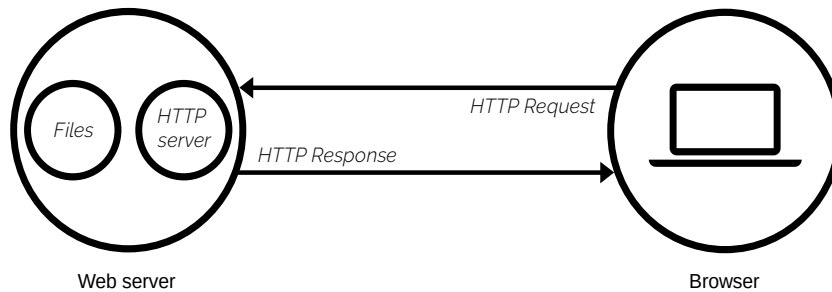 Files
HTTP
server
HTTP Request
HTTP Response
Web server
Browser